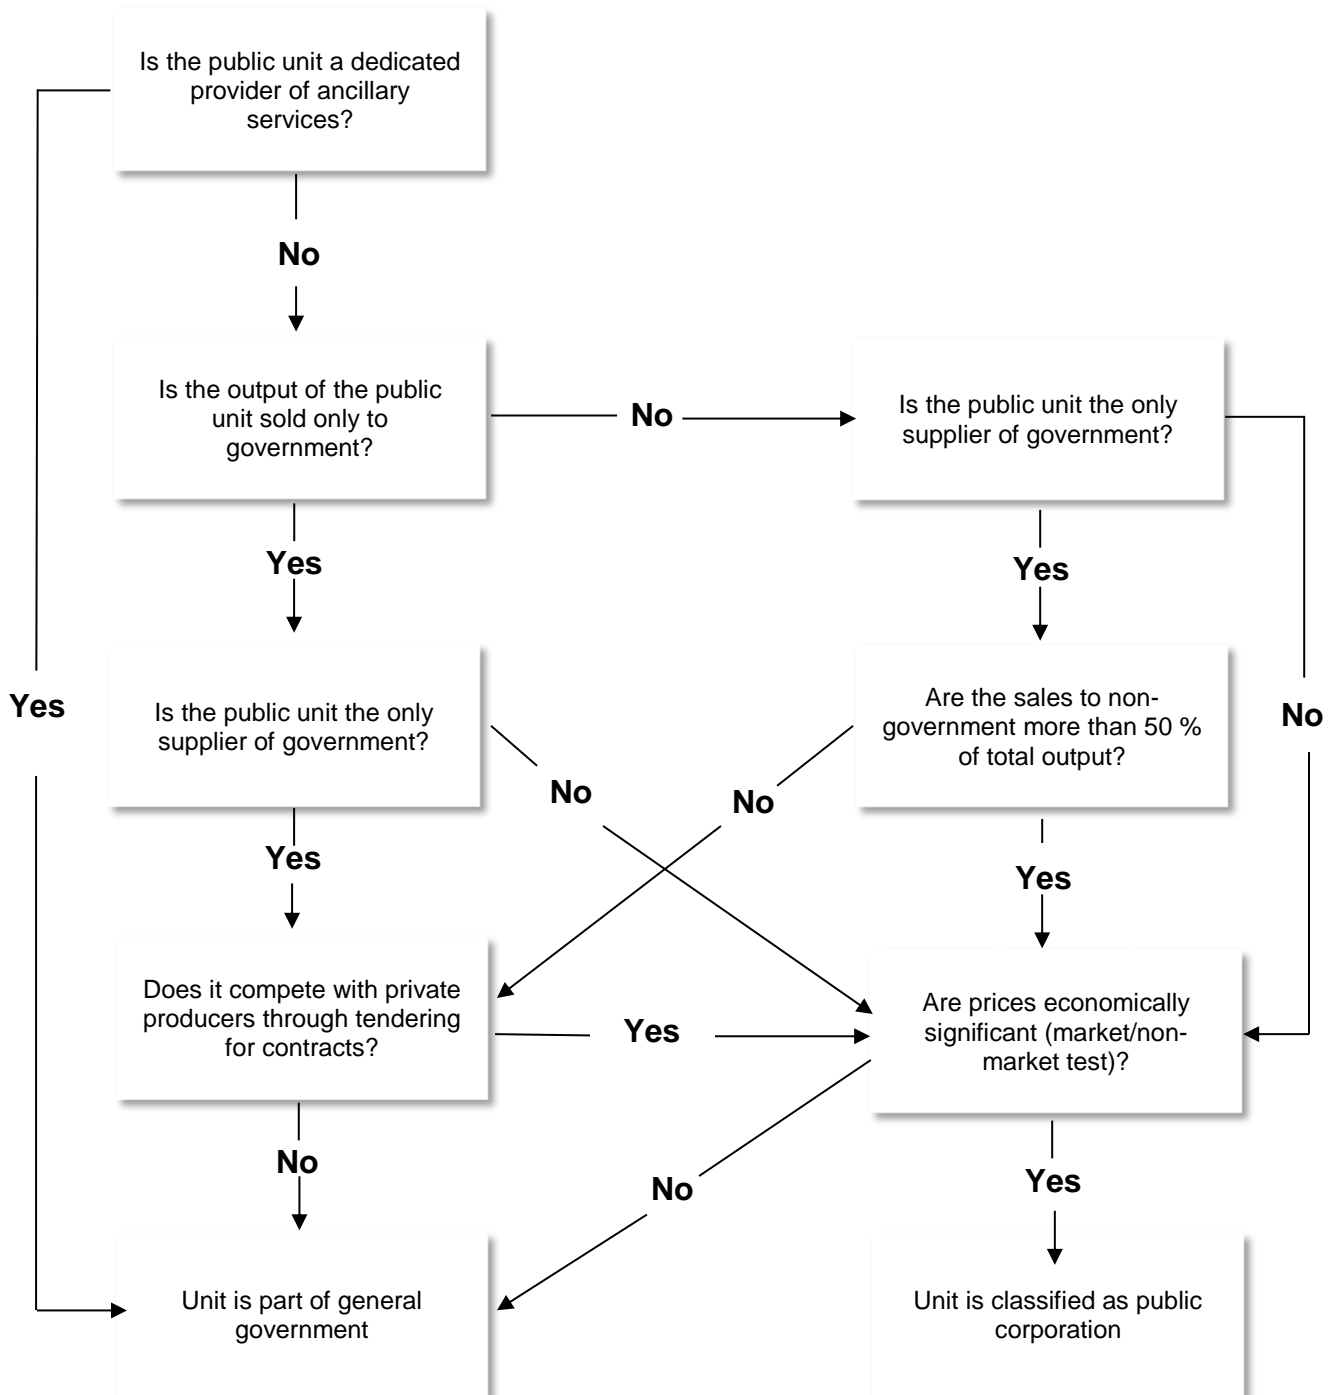 Is the public unit a dedicated
provider of ancillary
services?
No
Is the output of the public
unit sold only to
government?
No
Is the public unit the only
supplier of government?
Yes
Yes
Is the public unit the only
supplier of government?
Are the sales to non-
government more than 50 %
of total output?
Yes
No
No
No
Yes
Yes
Does it compete with private
producers through tendering
for contracts?
Yes
Are prices economically
significant (market/non-
market test)?
No
No
Yes
Unit is part of general
government
Unit is classified as public
corporation